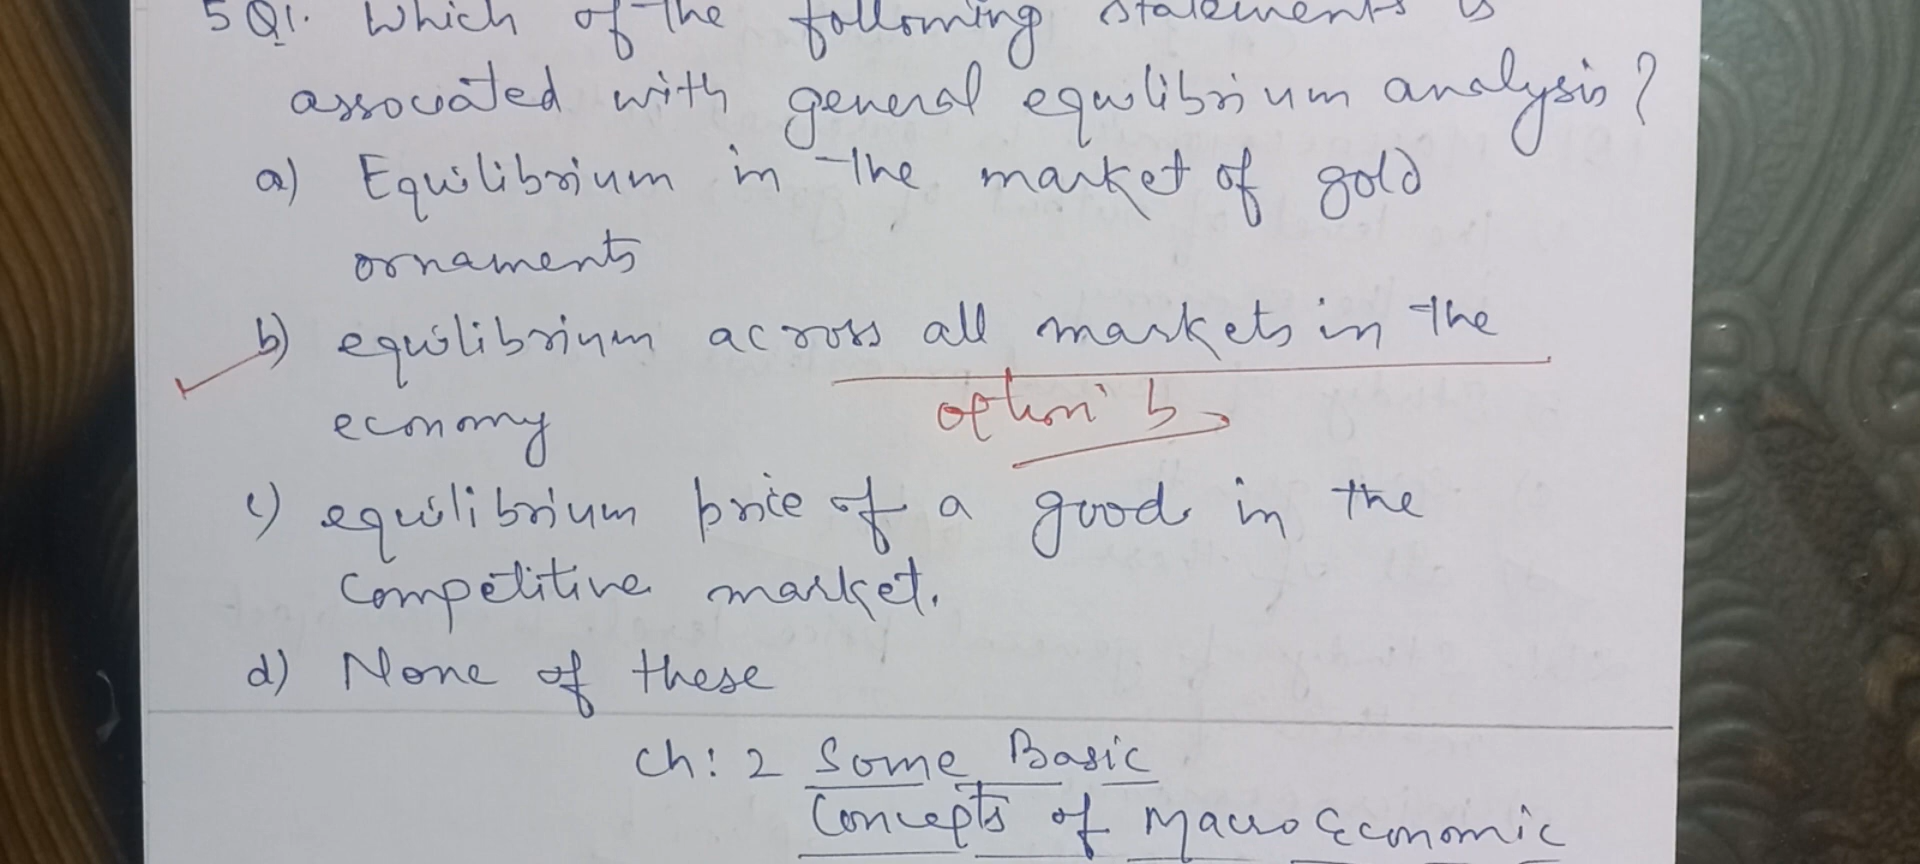 5 Q1. Which of the following statements is
associated with general equilibrium analysis?
a) Equilibrium in the market of gold
ornaments
b) equilibrium across all markets in the
economy option b
c) equilibrium price of a good in the
Competitive market.
d) None of these
Ch: 2 Some Basic
Concepts of Macro Economic